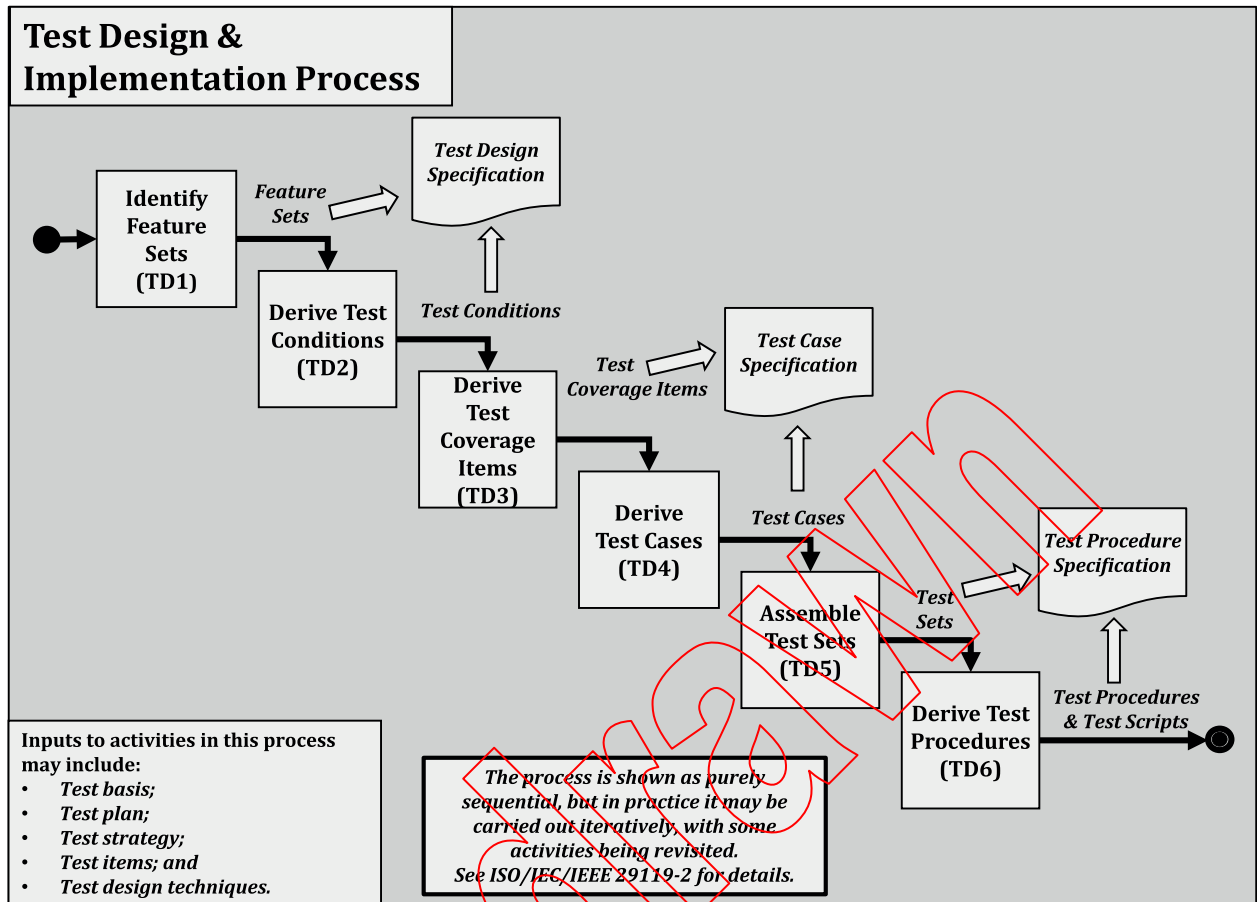 Test Design &
Implementation Process
Test Design
Specification
Identify
Feature
Sets
(TD1)
Feature
Sets
Derive Test
Conditions
(TD2)
Test Conditions
Test Case
Specification
Test
Coverage Items
Derive
Test
Coverage
Items
(TD3)
Derive
Test Cases
(TD4)
Test Cases
Test Procedure
Specification
Assemble
Test Sets
(TD5)
Test
Sets
Derive Test
Procedures
(TD6)
Test Procedures
& Test Scripts
Inputs to activities in this process
may include:
• Test basis;
• Test plan;
• Test strategy;
• Test items; and
• Test design techniques.
The process is shown as purely
sequential, but in practice it may be
carried out iteratively, with some
activities being revisited.
See ISO/IEC/IEEE 29119-2 for details.